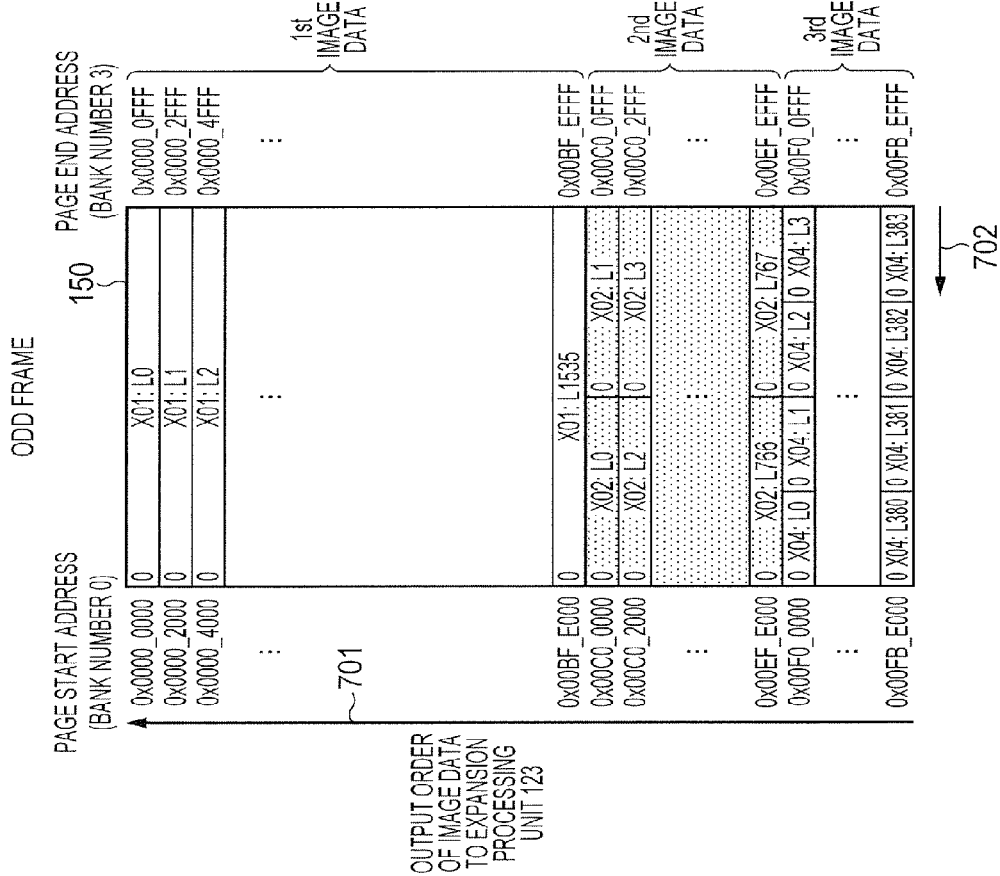 ODD FRAME
PAGE START ADDRESS
(BANK NUMBER 0)
150
PAGE END ADDRESS
(BANK NUMBER 3)
0x0000_0000 0 X01: L0 0x0000_0FFF
0x0000_2000 0 X01: L1 0x0000_2FFF
0x0000_4000 0 X01: L2 0x0000_4FFF
⋮ ⋮ ⋮
1st
IMAGE
DATA
0x00BF_E000 0 X01: L1535 0x00BF_EFFF
0x00C0_0000 0 X02: L0 0 X02: L1 0x00C0_0FFF
0x00C0_2000 0 X02: L2 0 X02: L3 0x00C0_2FFF
⋮ ⋮ ⋮
2nd
IMAGE
DATA
0x00EF_E000 0 X02: L766 0 X02: L767 0x00EF_EFFF
0x00F0_0000 0 X04: L0 0 X04: L1 0 X04: L2 0 X04: L3 0x00F0_0FFF
⋮ ⋮ ⋮
3rd
IMAGE
DATA
0x00FB_E000 0 X04: L380 0 X04: L381 0 X04: L382 0 X04: L383 0x00FB_EFFF
701
OUTPUT ORDER
OF IMAGE DATA
TO EXPANSION
PROCESSING
UNIT 123
702